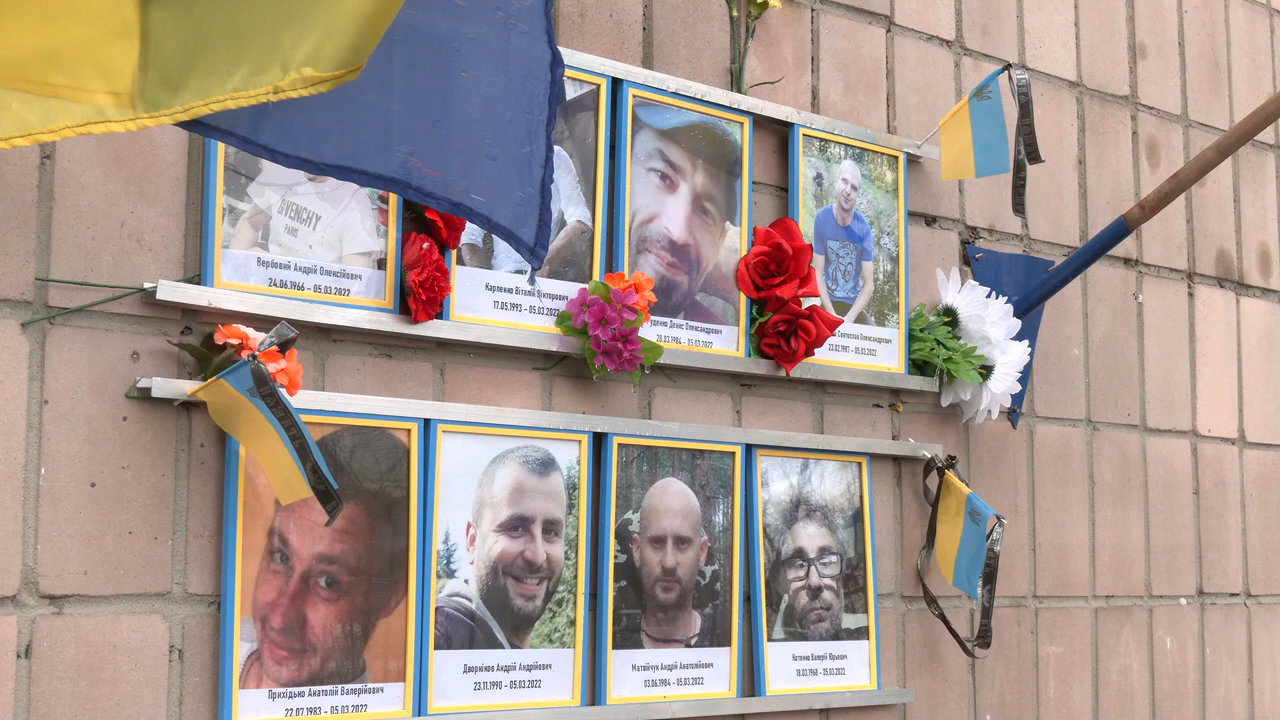 GIVENCHY
PARIS
Вербовий Андрій Олексійович
24.06.1966 - 05.03.2022
Карпенко Віталій Вікторович
17.05.1993 - 05.03.2022
Денис Олександрович
28.03.1984 - 05.03.2022
Святослав Олександрович
23.02.1987 - 05.03.2022
Прихідько Анатолій Валерійович
22.07.1983 - 05.03.2022
Дворніков Андрій Андрійович
23.11.1990 - 05.03.2022
Матвійчук Андрій Анатолійович
03.06.1984 - 05.03.2022
Котенко Валерій Юрьевич
18.03.1968 - 05.03.2022